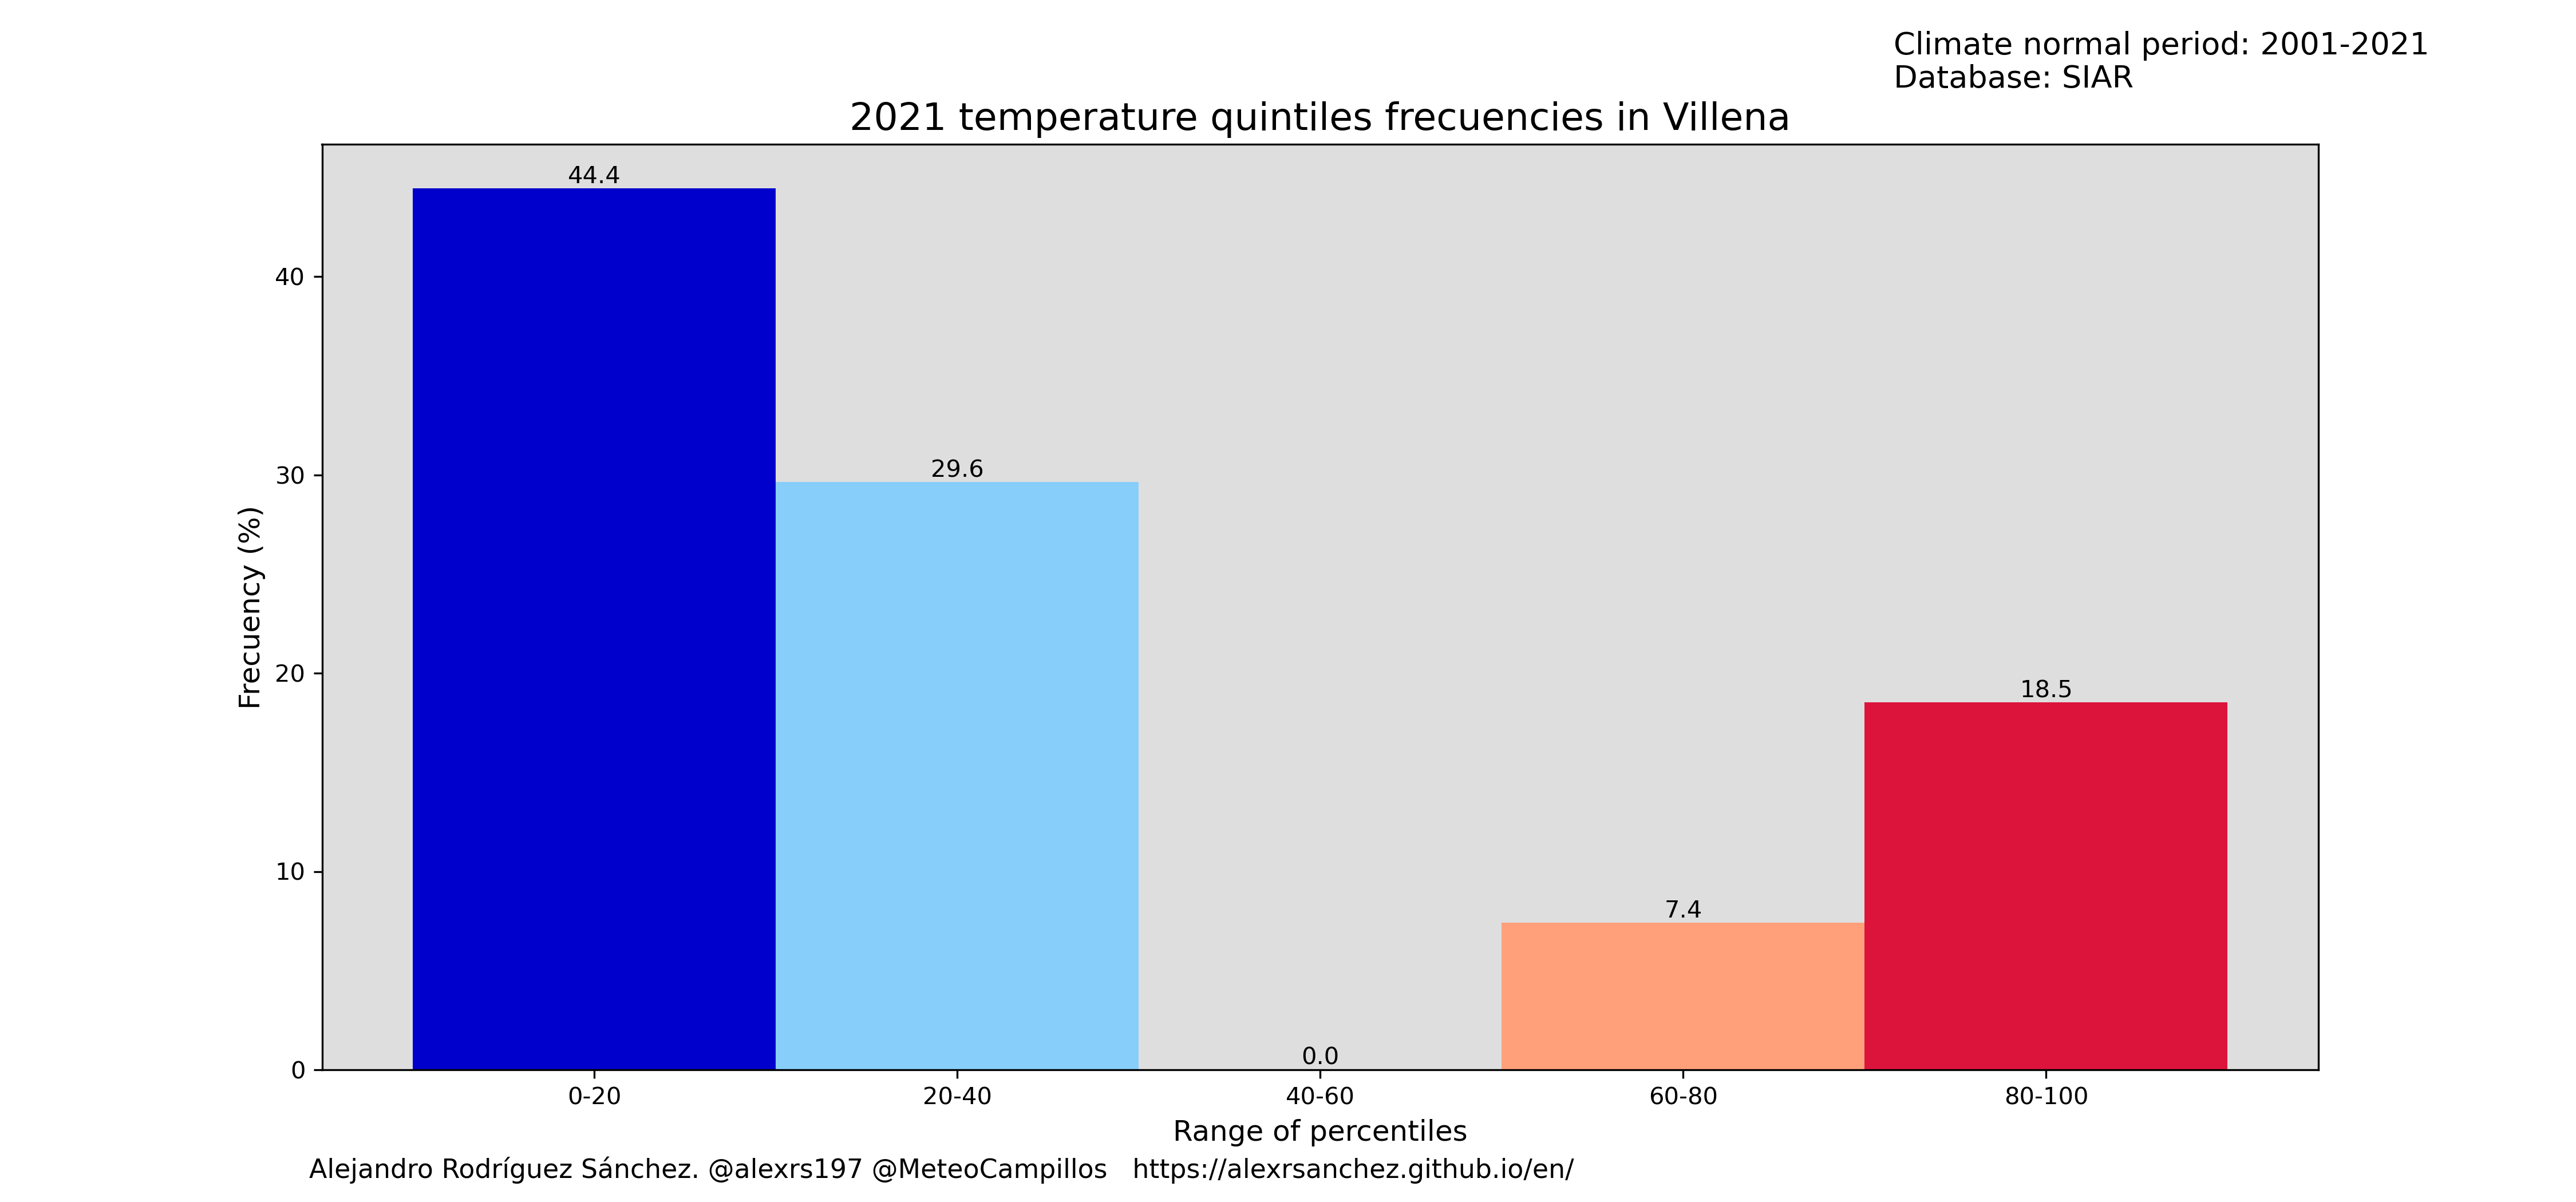 Climate normal period: 2001-2021
Database: SIAR
2021 temperature quintiles frecuencies in Villena
44.4
40
29.6
30
Frecuency (%)
20
18.5
10
7.4
0.0
0
0-20 20-40 40-60 60-80 80-100
Range of percentiles
Alejandro Rodríguez Sánchez. @alexrs197 @MeteoCampillos https://alexrsanchez.github.io/en/